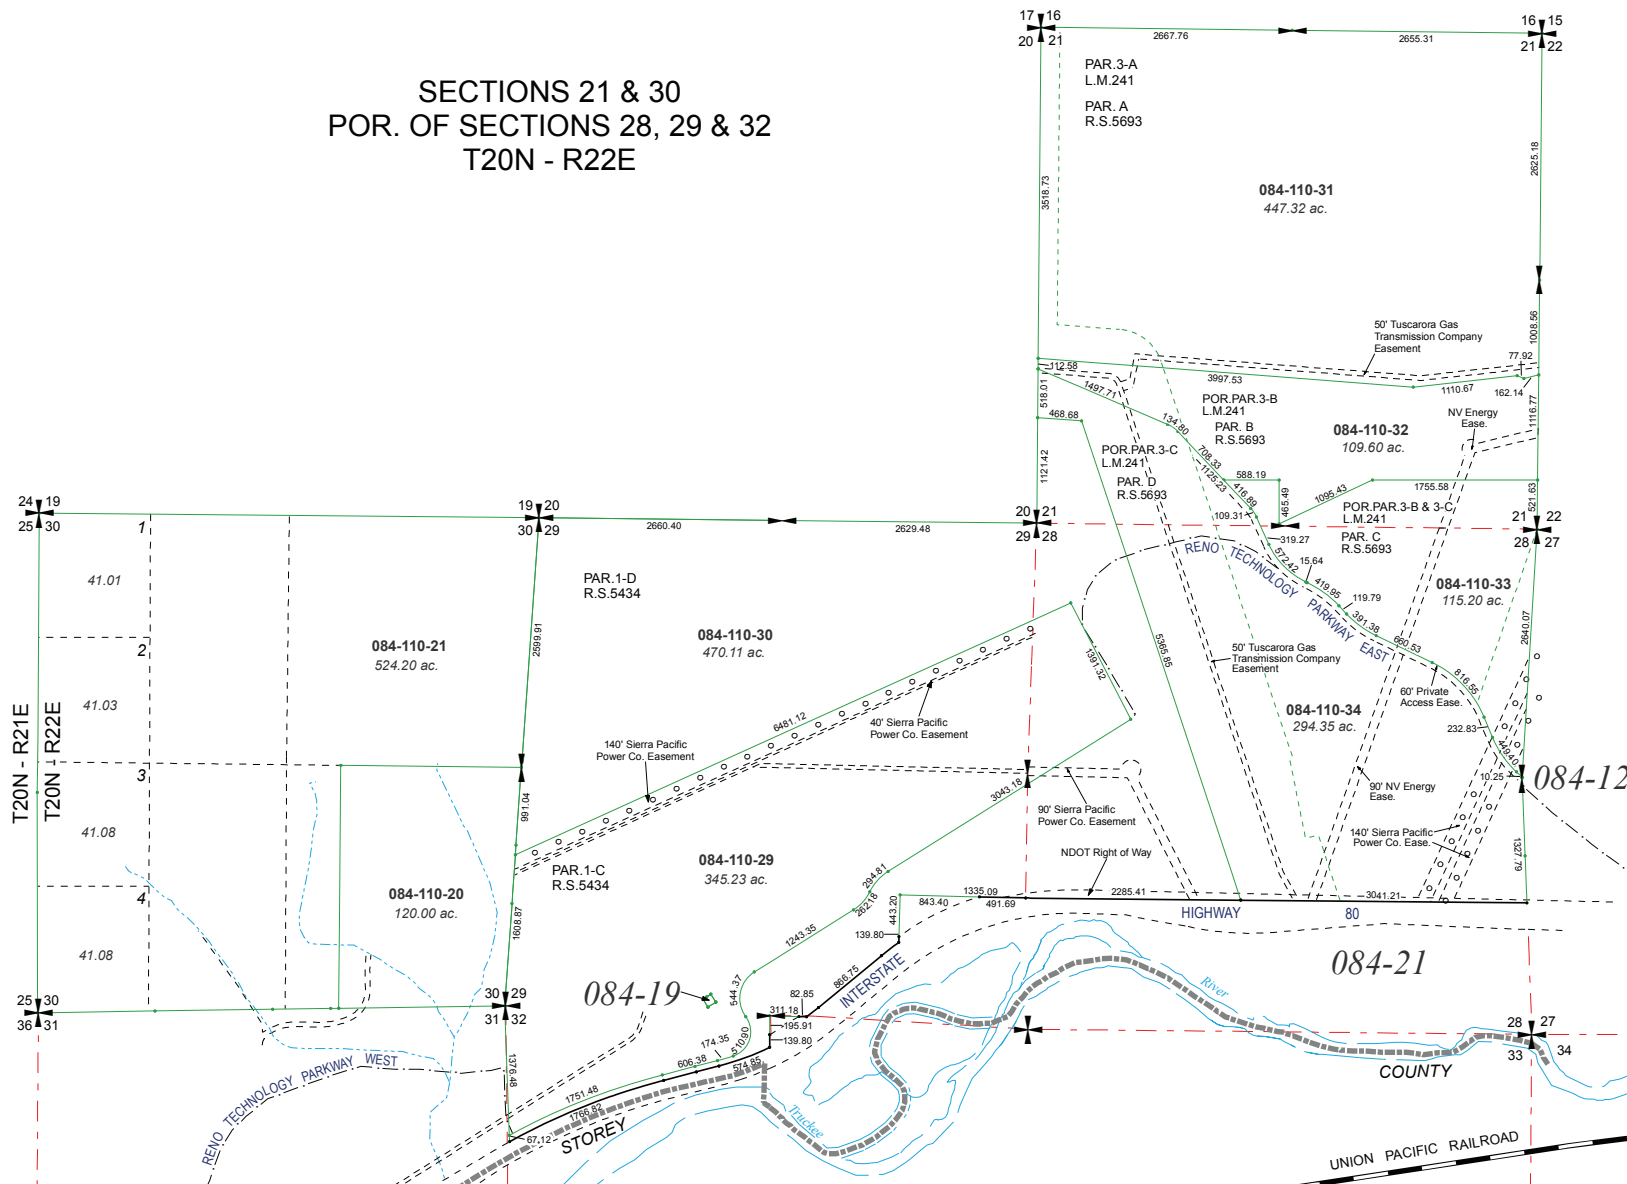 SECTIONS 21 & 30
POR. OF SECTIONS 28, 29 & 32
T20N - R22E
17 16
20 21
2667.76
2655.31
16 15
21 22
PAR.3-A
L.M.241
PAR. A
R.S.5693
3518.73
2625.18
084-110-31
447.32 ac.
1008.56
50' Tuscarora Gas
Transmission Company
Easement
77.92
112.58
3997.53
1110.67
162.14
1497.71
518.01
468.68
134.80
POR.PAR.3-B
L.M.241
PAR. B
R.S.5693
084-110-32
109.60 ac.
NV Energy
Ease.
1116.77
POR.PAR.3-C
L.M.241
PAR. D
R.S.5693
708.33
1125.23
588.19
416.89
109.31
465.49
1095.43
1755.58
521.63
1121.42
POR.PAR.3-B & 3-C
L.M.241
PAR. C
R.S.5693
24 19
25 30
19 20
30 29
2660.40
2629.48
20 21
29 28
21 22
28 27
1
41.01
2
41.03
3
41.08
4
41.08
T20N - R21E
T20N - R22E
084-110-21
524.20 ac.
2599.91
PAR.1-D
R.S.5434
084-110-30
470.11 ac.
RENO TECHNOLOGY PARKWAY EAST
319.27
572.42
15.64
419.95
119.79
391.38
660.53
084-110-33
115.20 ac.
2640.07
816.55
232.83
449.40
10.25
1391.32
5365.85
50' Tuscarora Gas
Transmission Company
Easement
60' Private
Access Ease.
084-110-34
294.35 ac.
6481.12
40' Sierra Pacific
Power Co. Easement
140' Sierra Pacific
Power Co. Easement
991.04
3043.18
90' Sierra Pacific
Power Co. Easement
90' NV Energy
Ease.
084-12
140' Sierra Pacific
Power Co. Ease.
1327.79
NDOT Right of Way
PAR.1-C
R.S.5434
084-110-29
345.23 ac.
084-110-20
120.00 ac.
1608.87
294.81
262.18
1243.35
443.20
843.40
1335.09
491.69
2285.41
3041.21
HIGHWAY 80
INTERSTATE
139.80
866.75
084-21
084-19
544.37
82.85
311.18
195.91
139.80
510.90
174.35
606.38
574.85
25 30
36 31
30 29
31 32
1376.48
1751.48
1766.82
67.12
RENO TECHNOLOGY PARKWAY WEST
STOREY
Truckee
River
COUNTY
28 27
33 34
UNION PACIFIC RAILROAD